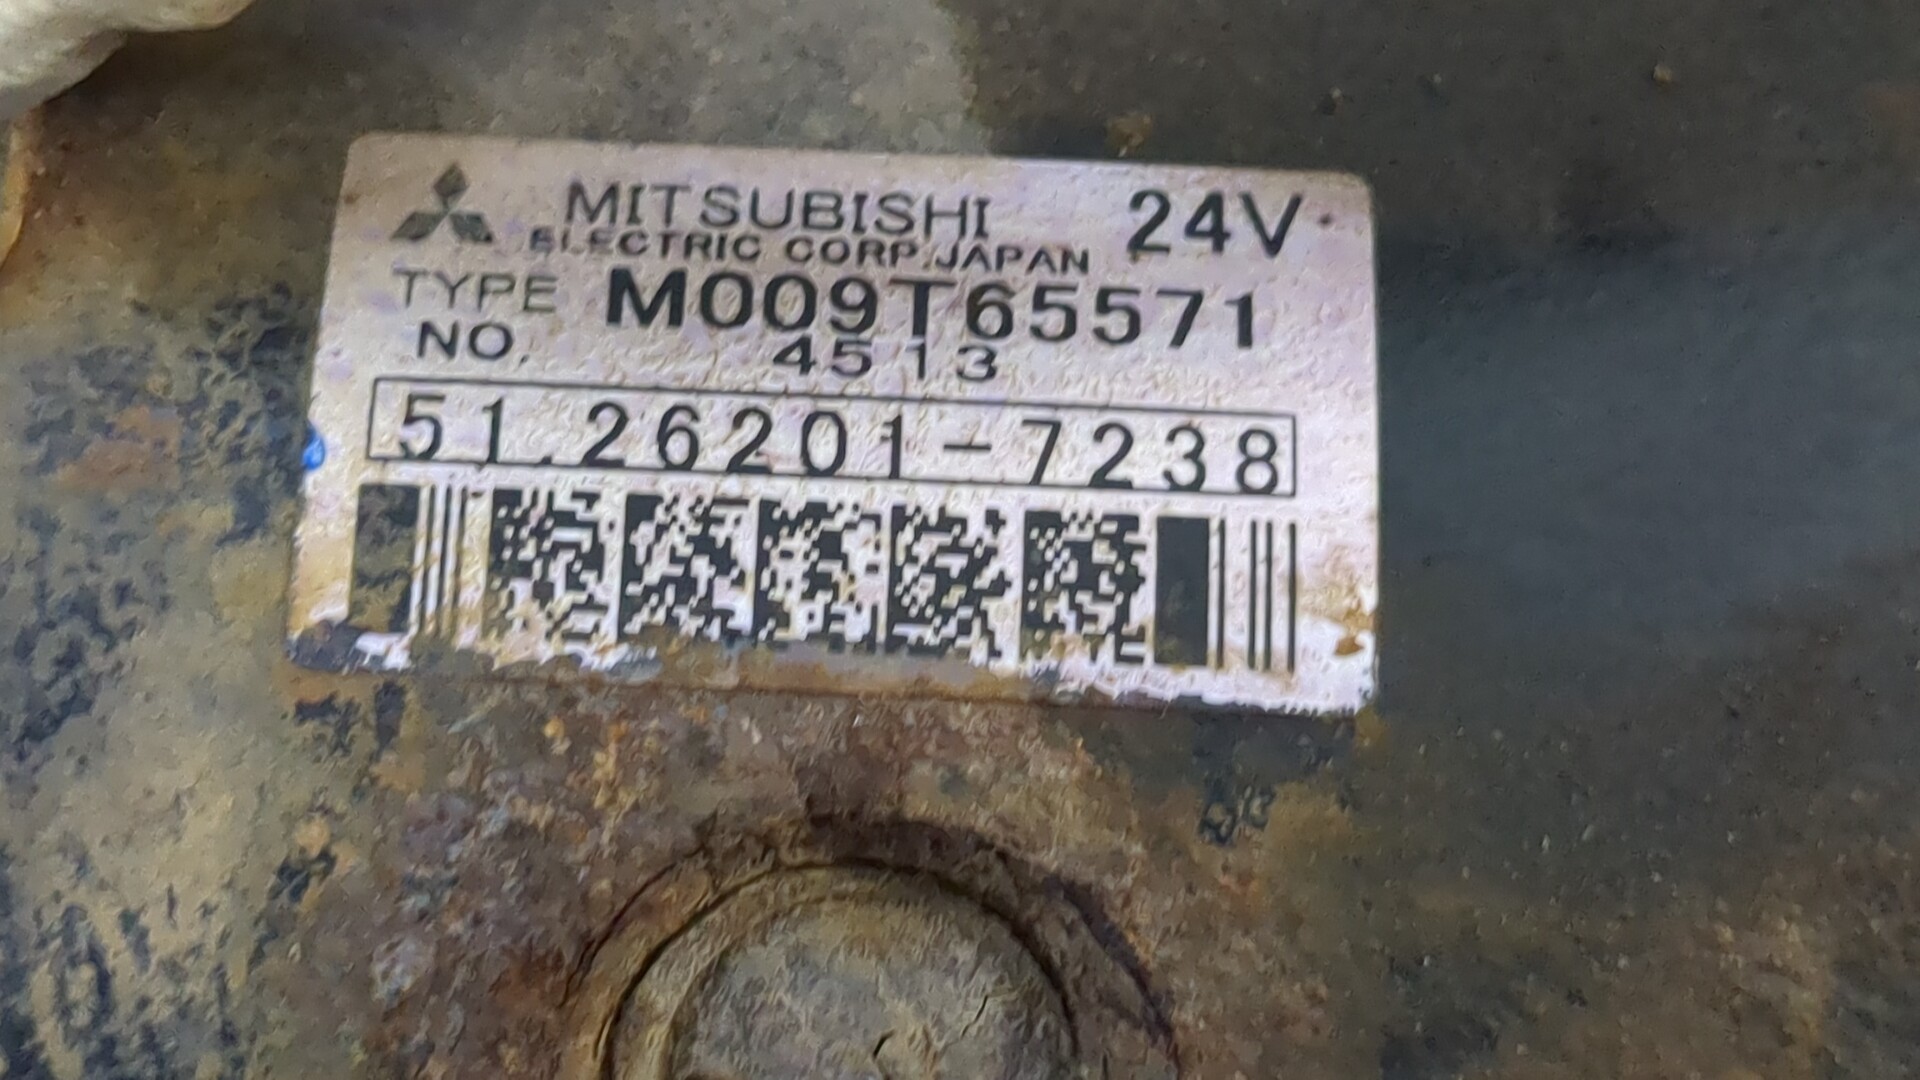 MITSUBISHI 24V
ELECTRIC CORP. JAPAN
TYPE M009T65571
NO. 4513
51.26201-7238